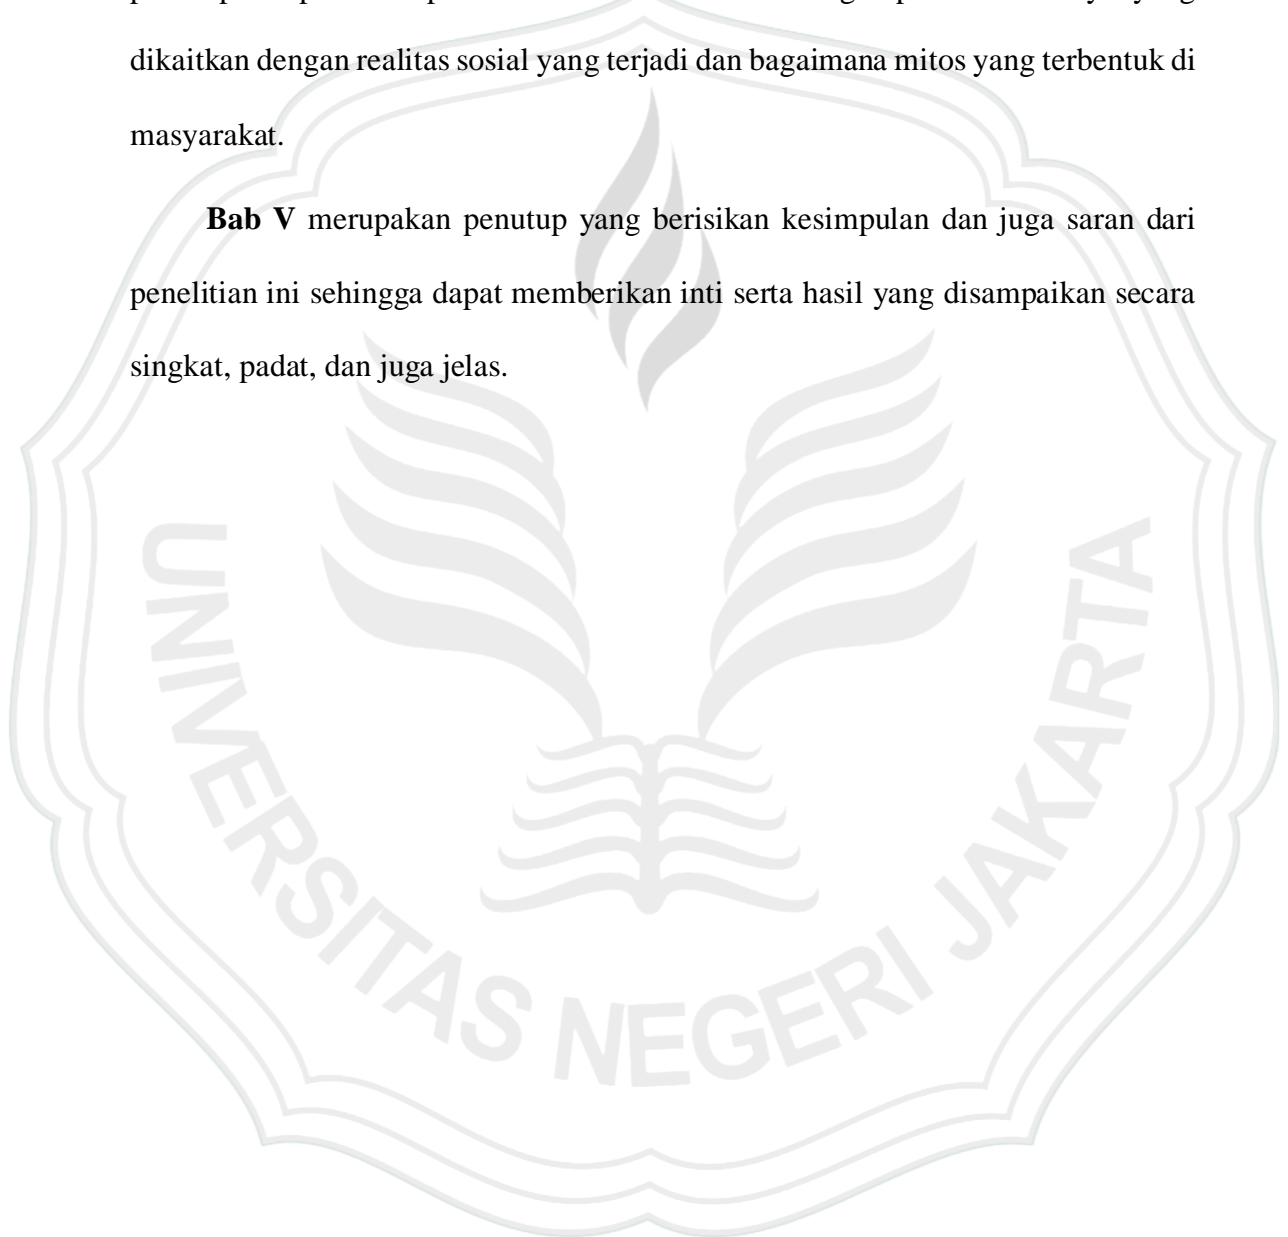 dikaitkan dengan realitas sosial yang terjadi dan bagaimana mitos yang terbentuk di
masyarakat.
Bab V merupakan penutup yang berisikan kesimpulan dan juga saran dari
penelitian ini sehingga dapat memberikan inti serta hasil yang disampaikan secara
singkat, padat, dan juga jelas.
UNIVERSITAS NEGERI JAKARTA